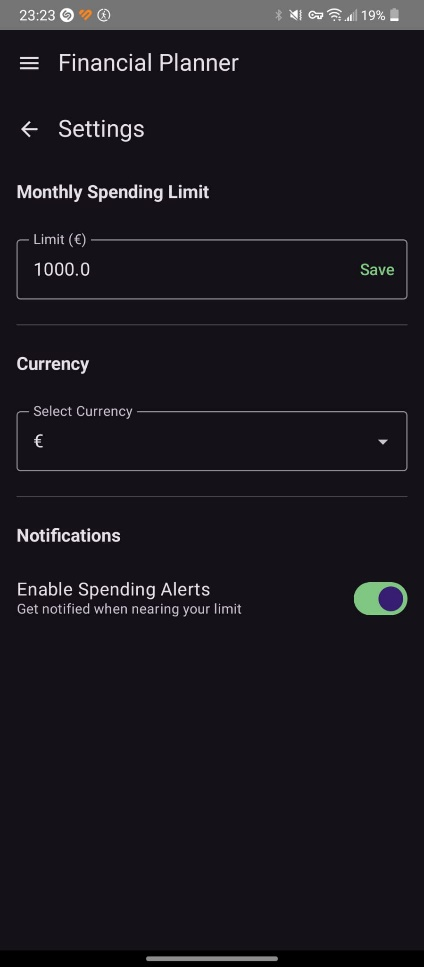 23:23 19%
Financial Planner
Settings
Monthly Spending Limit
Limit (€)
1000.0 Save
Currency
Select Currency
€
Notifications
Enable Spending Alerts
Get notified when nearing your limit